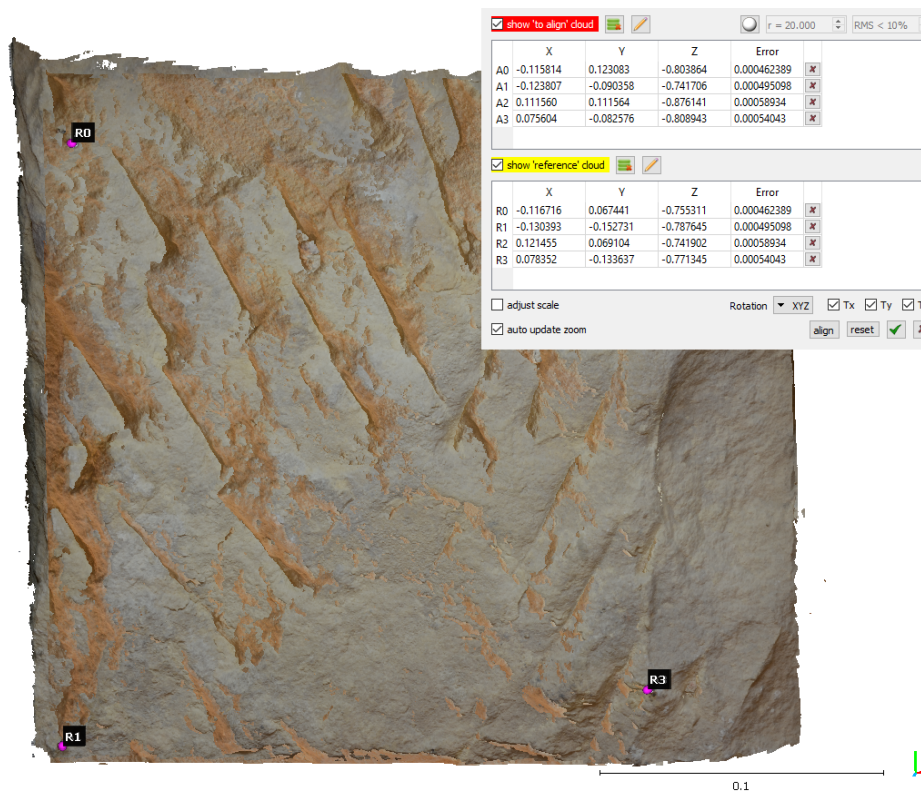 show 'to align' cloud r = 20.000 RMS < 10%
X Y Z Error
A0 -0.115814 0.123083 -0.803864 0.000462389
A1 -0.123807 -0.090358 -0.741706 0.000495098
A2 0.111560 0.111564 -0.876141 0.00058934
A3 0.075604 -0.082576 -0.808943 0.00054043
show 'reference' cloud
X Y Z Error
R0 -0.116716 0.067441 -0.755311 0.000462389
R1 -0.130393 -0.152731 -0.787645 0.000495098
R2 0.121455 0.069104 -0.741902 0.00058934
R3 0.078352 -0.133637 -0.771345 0.00054043
adjust scale Rotation XYZ Tx Ty T
auto update zoom align reset
R0
R3
R1
0.1